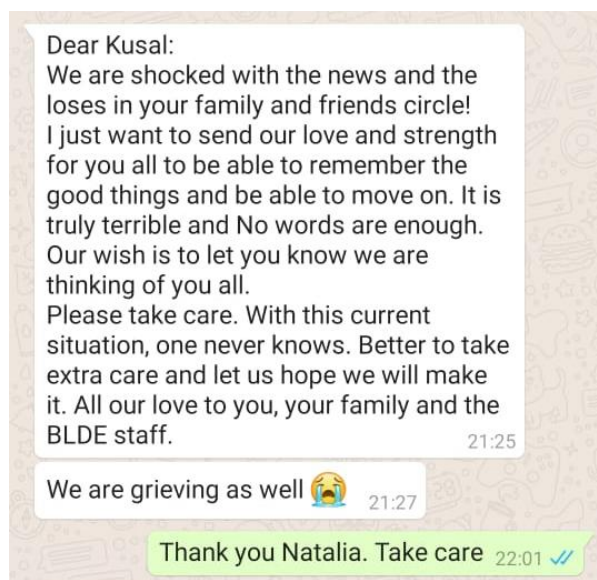 Dear Kusal:
We are shocked with the news and the
loses in your family and friends circle!
I just want to send our love and strength
for you all to be able to remember the
good things and be able to move on. It is
truly terrible and No words are enough.
Our wish is to let you know we are
thinking of you all.
Please take care. With this current
situation, one never knows. Better to take
extra care and let us hope we will make
it. All our love to you, your family and the
BLDE staff. 21:25
We are grieving as well 😭 21:27
Thank you Natalia. Take care 22:01